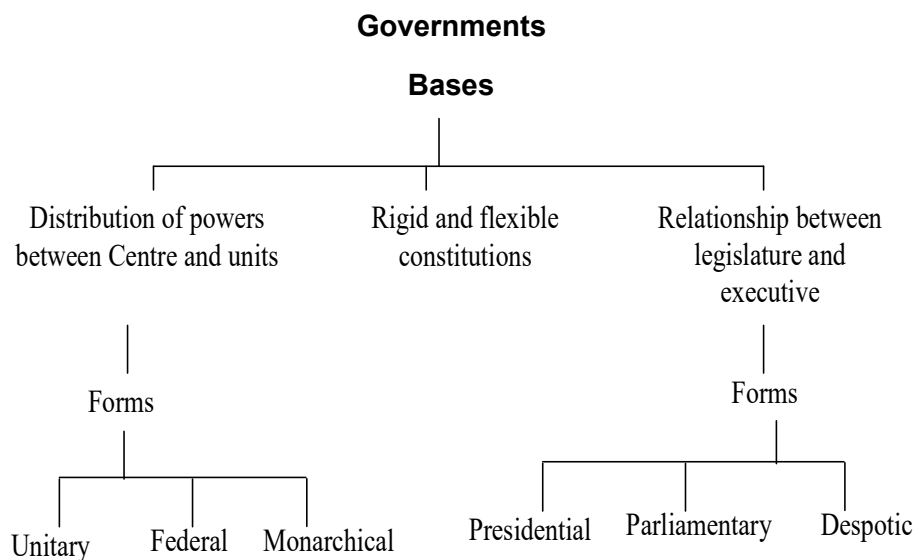 Governments
Bases
Distribution of powers
between Centre and units
Rigid and flexible
constitutions
Relationship between
legislature and
executive
Forms
Forms
Unitary
Federal
Monarchical
Presidential
Parliamentary
Despotic